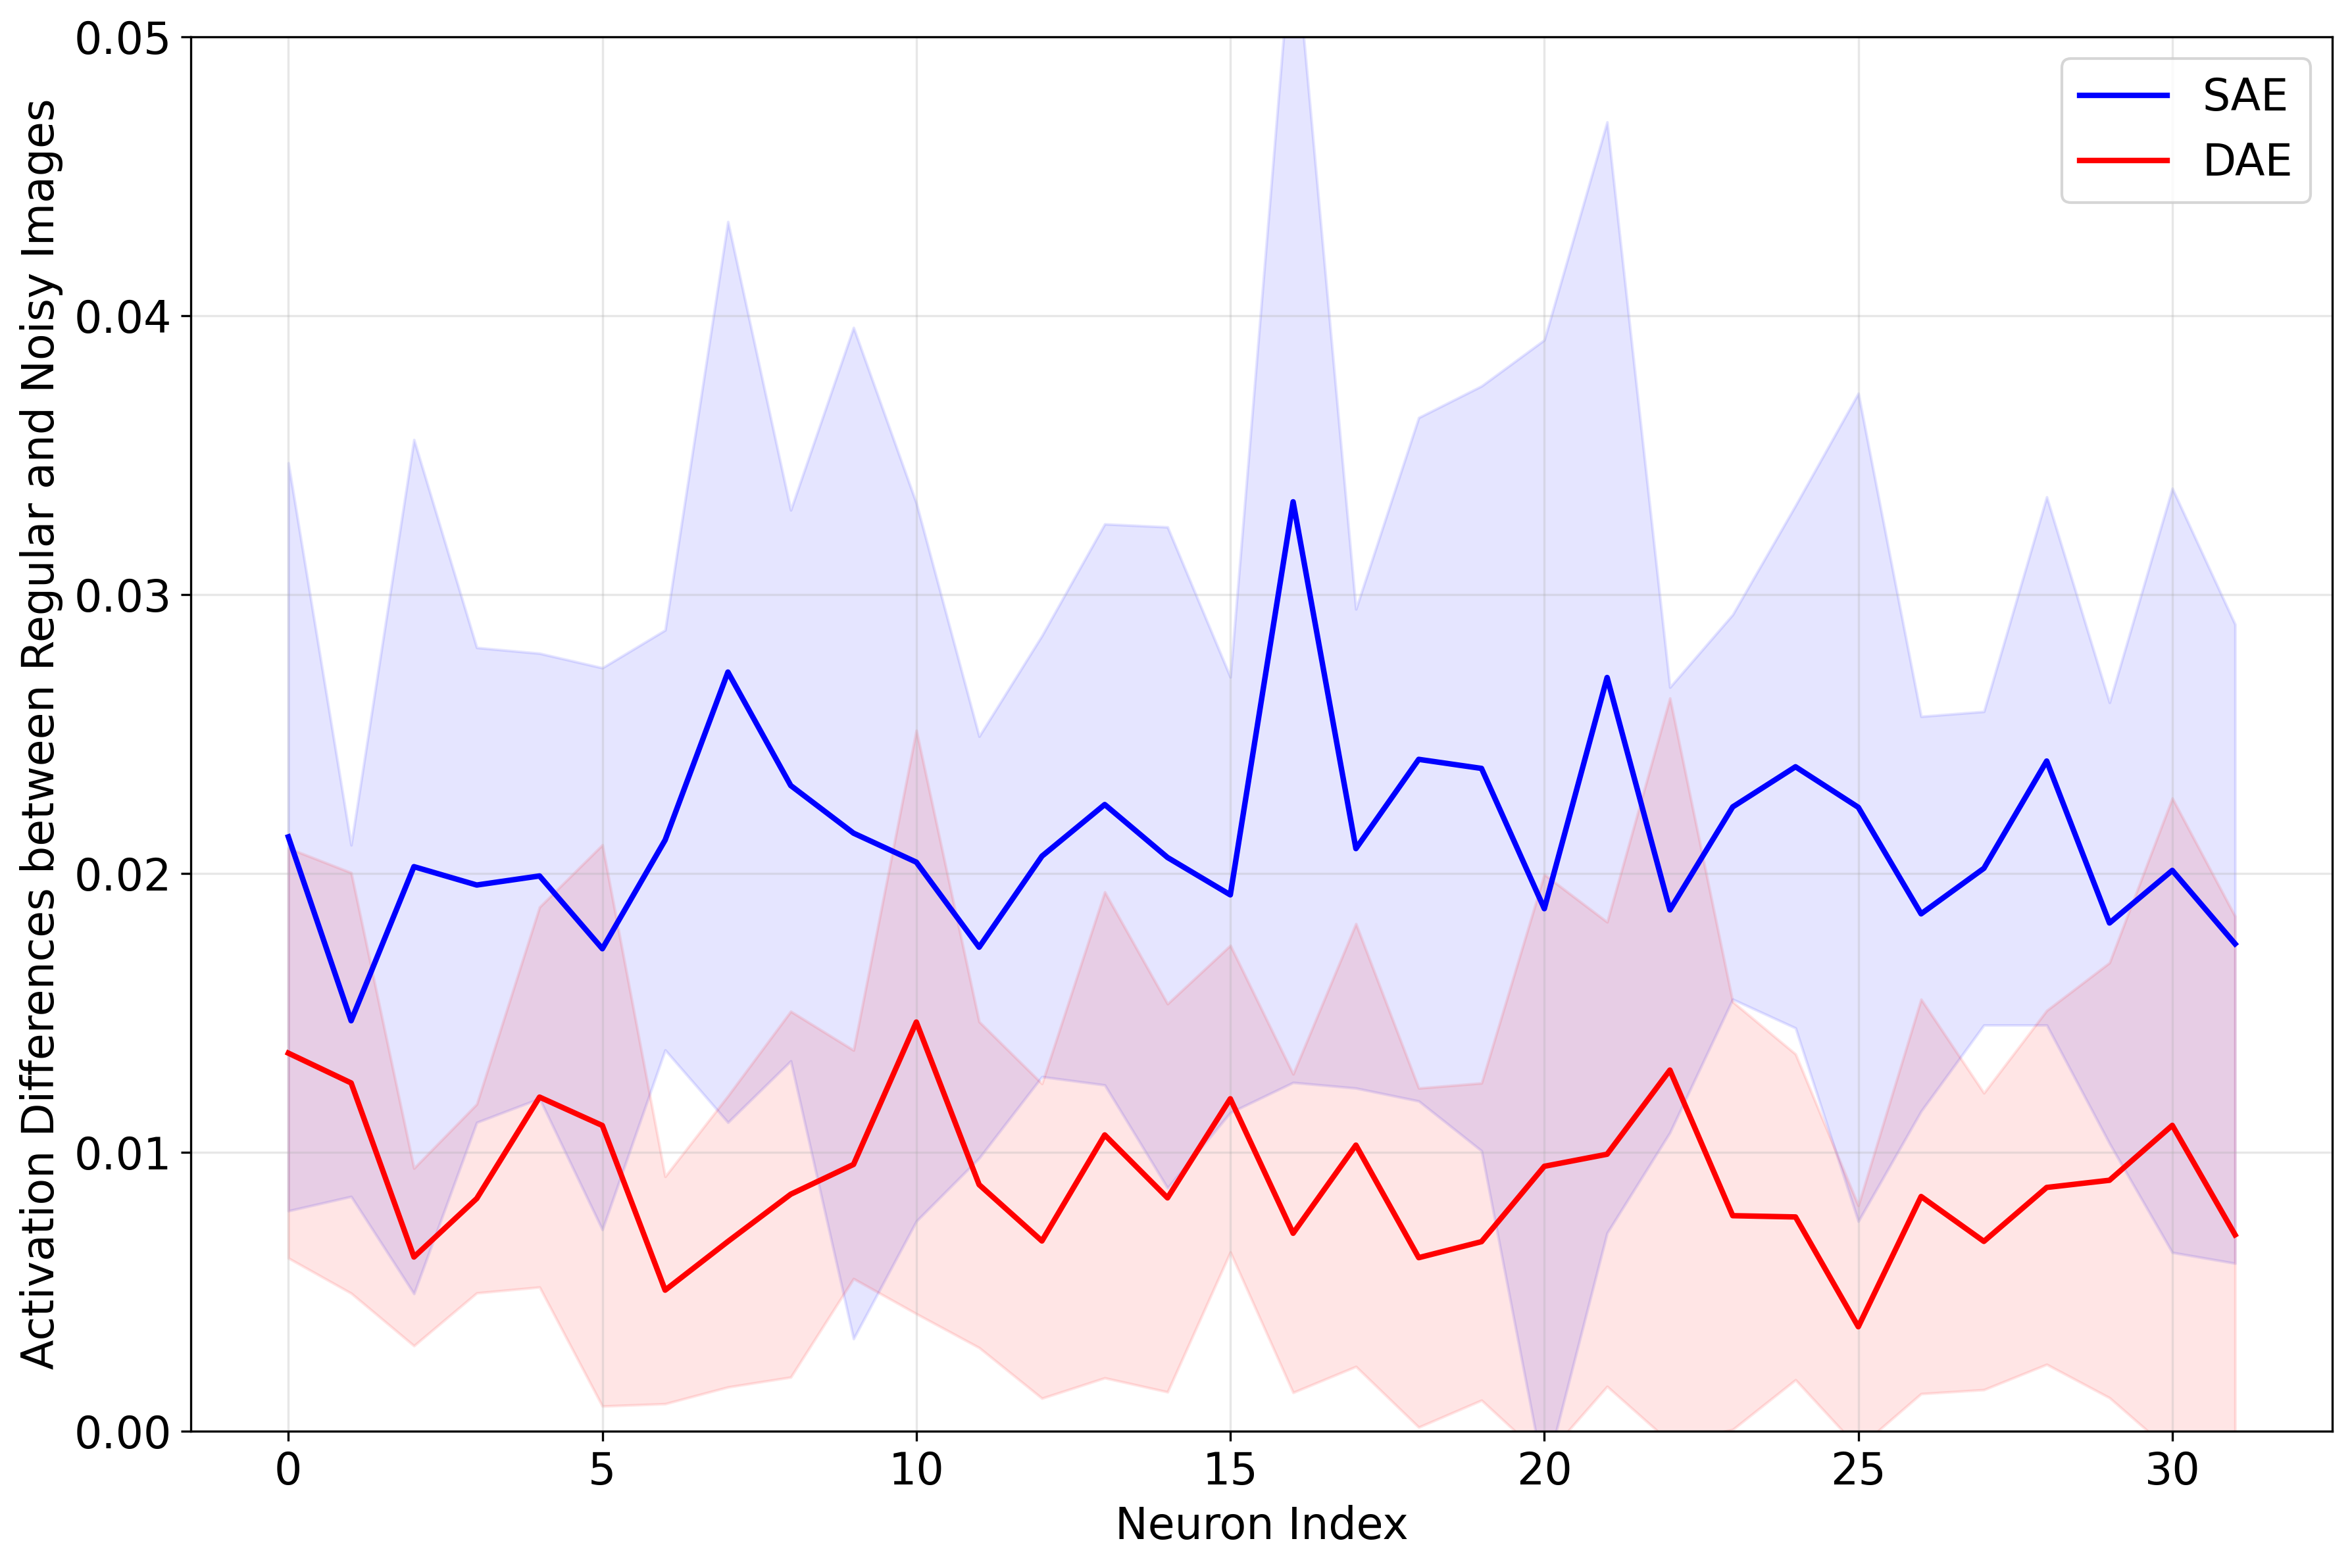 Activation Differences between Regular and Noisy Images
0.05
0.04
0.03
0.02
0.01
0.00
SAE
DAE
0 5 10 15 20 25 30
Neuron Index